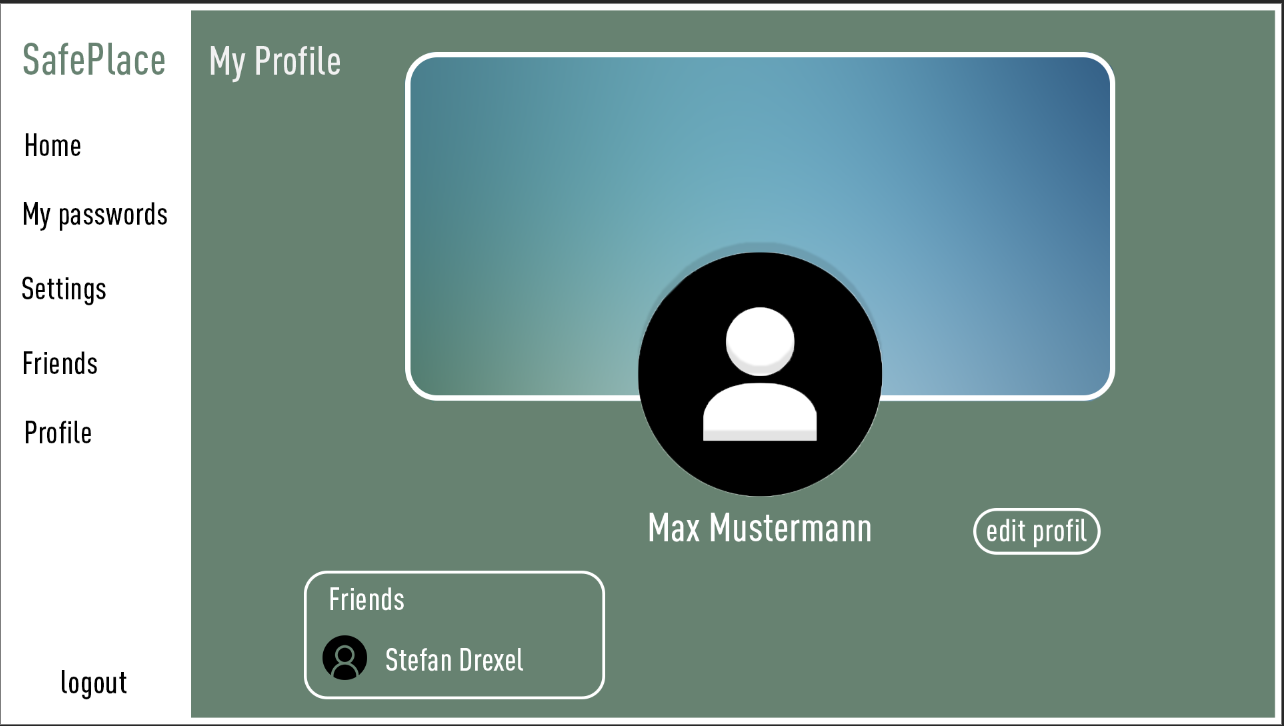 SafePlace
Home
My passwords
Settings
Friends
Profile
logout
My Profile
Max Mustermann
edit profil
Friends
Stefan Drexel